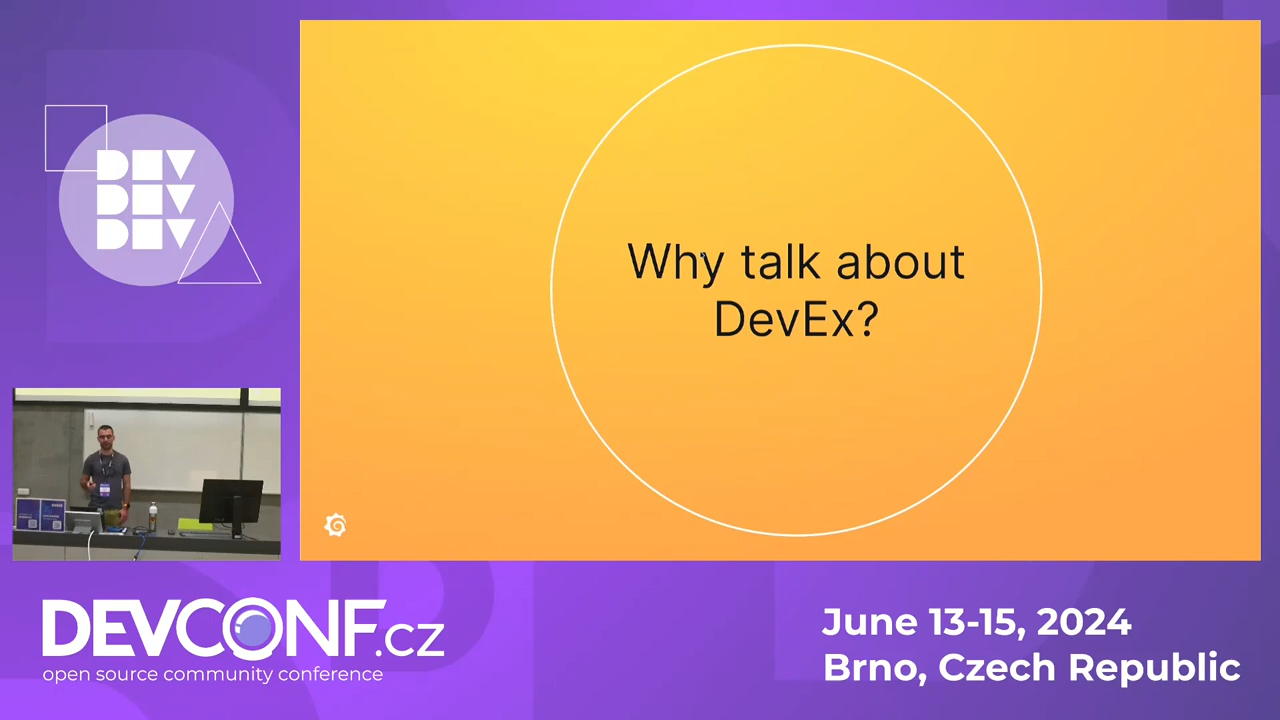 DEV
DEV
DEV
Why talk about
DevEx?
DEVCONF.cz
open source community conference
June 13-15, 2024
Brno, Czech Republic